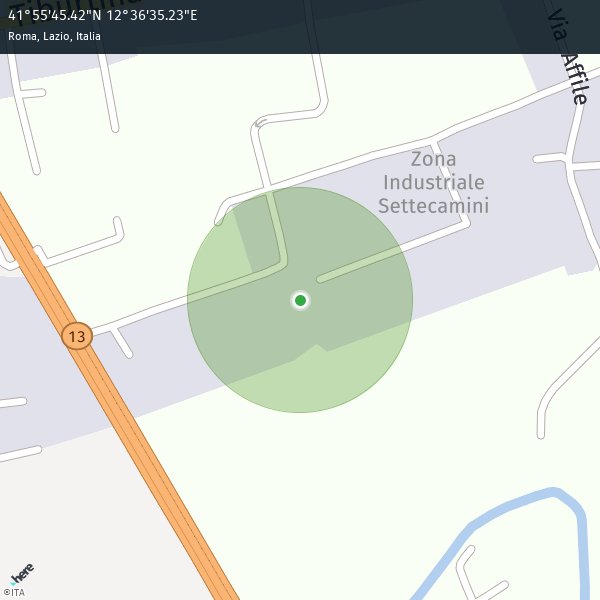 41°55'45.42"N 12°36'35.23"E
Roma, Lazio, Italia
Tiburtina
Via Affile
Zona
Industriale
Settecamini
13
here
©ITA